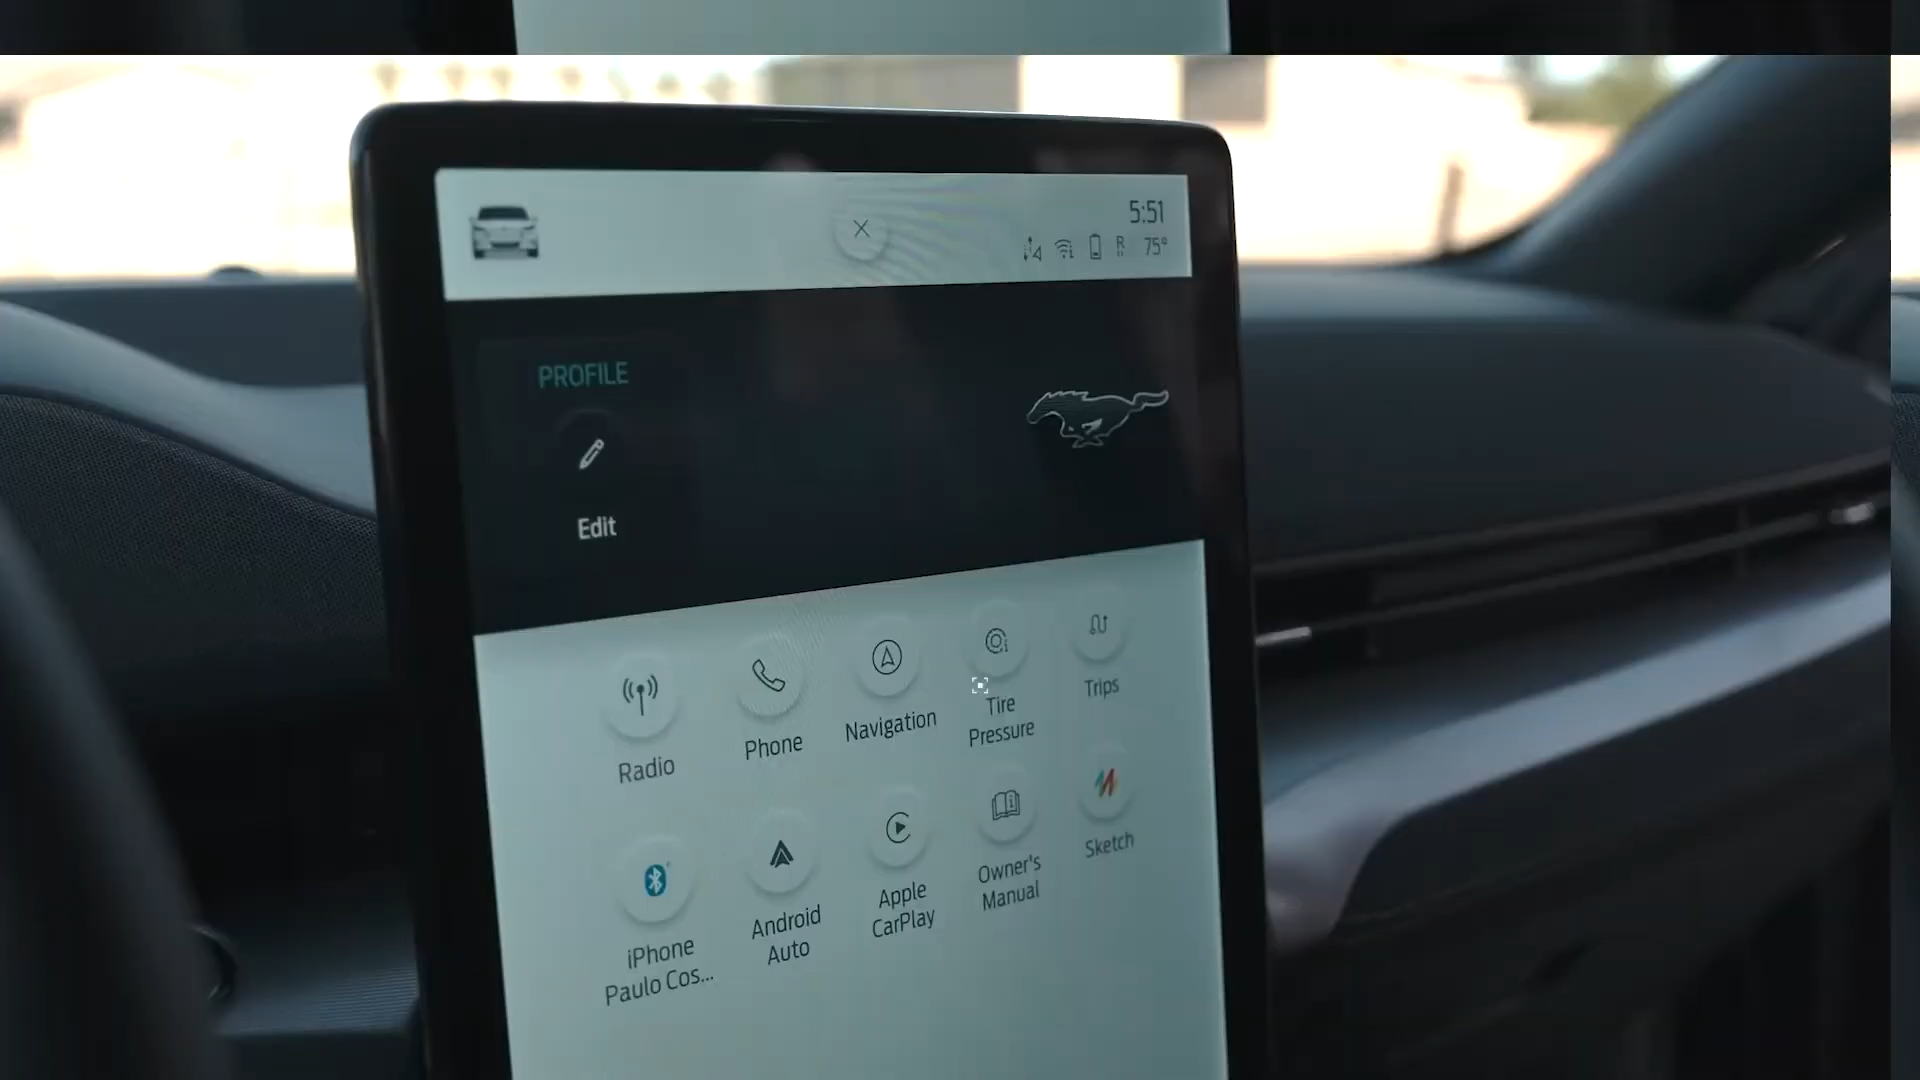 5:51
R 75°
PROFILE
Edit
Radio
Phone
Navigation
Tire
Pressure
Trips
iPhone
Paulo Cos...
Android
Auto
Apple
CarPlay
Owner's
Manual
Sketch